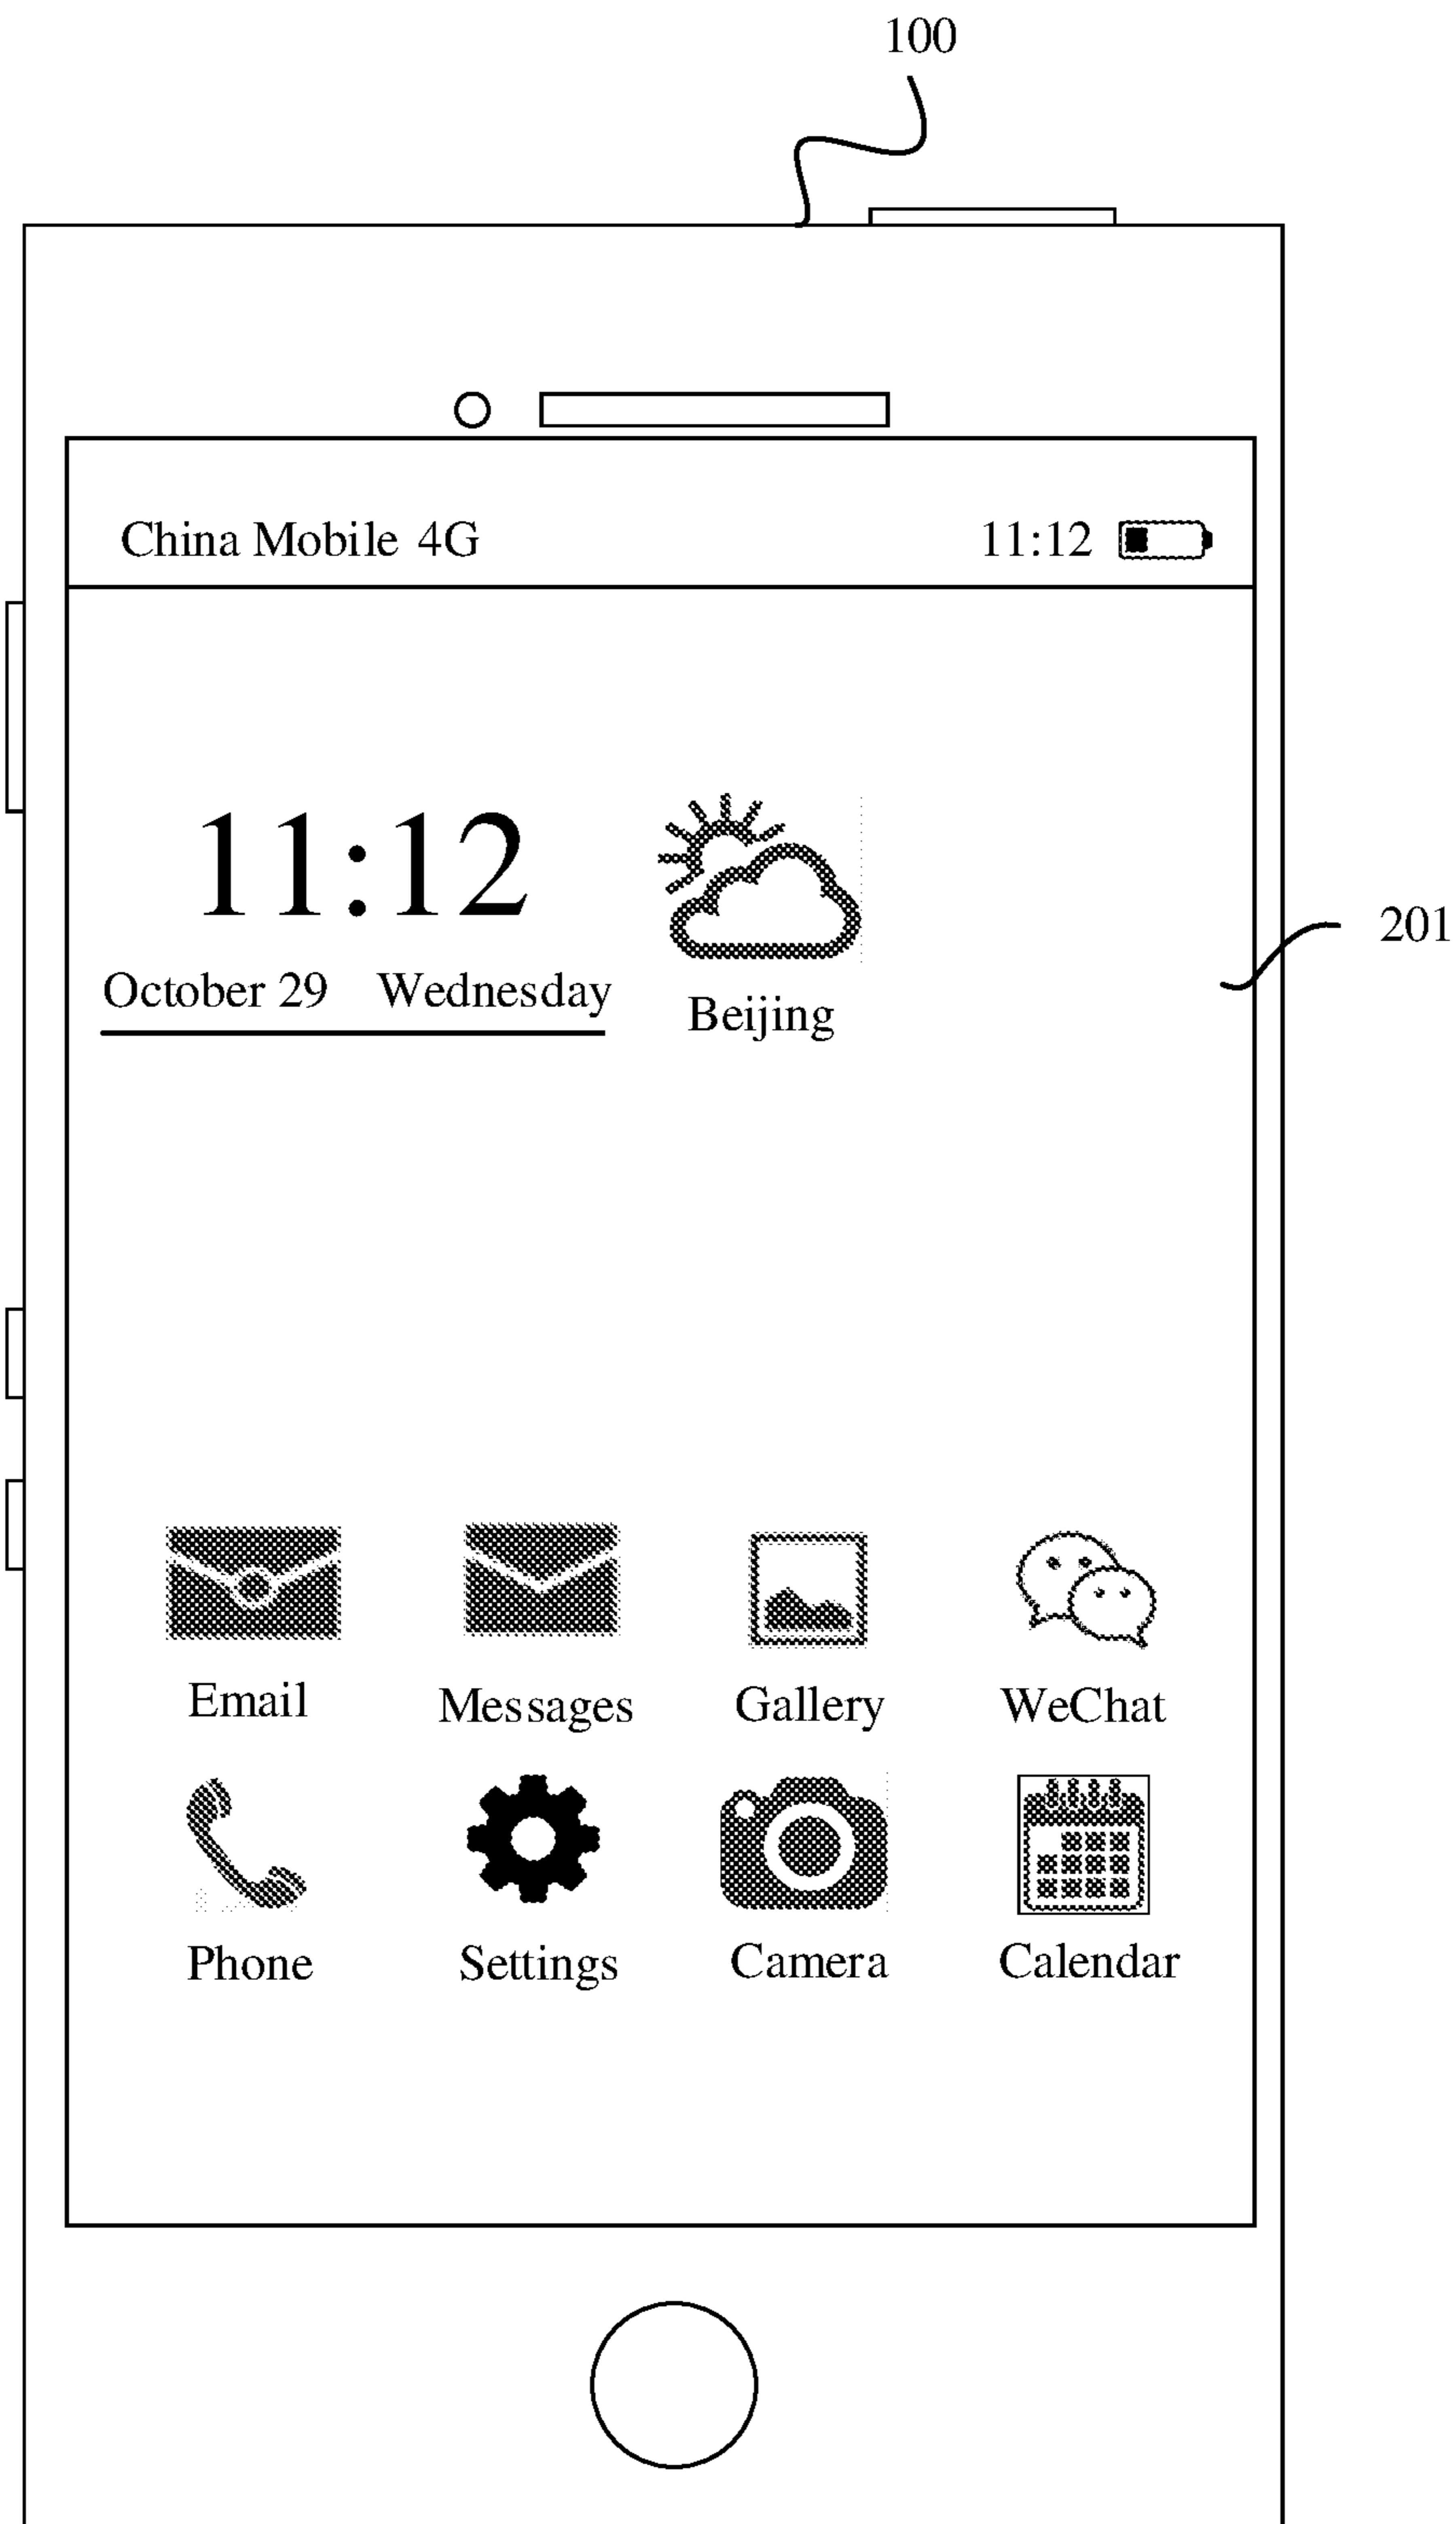 100
China Mobile 4G 11:12
11:12
201
October 29 Wednesday
Beijing
Email Messages Gallery WeChat
Phone Settings Camera Calendar